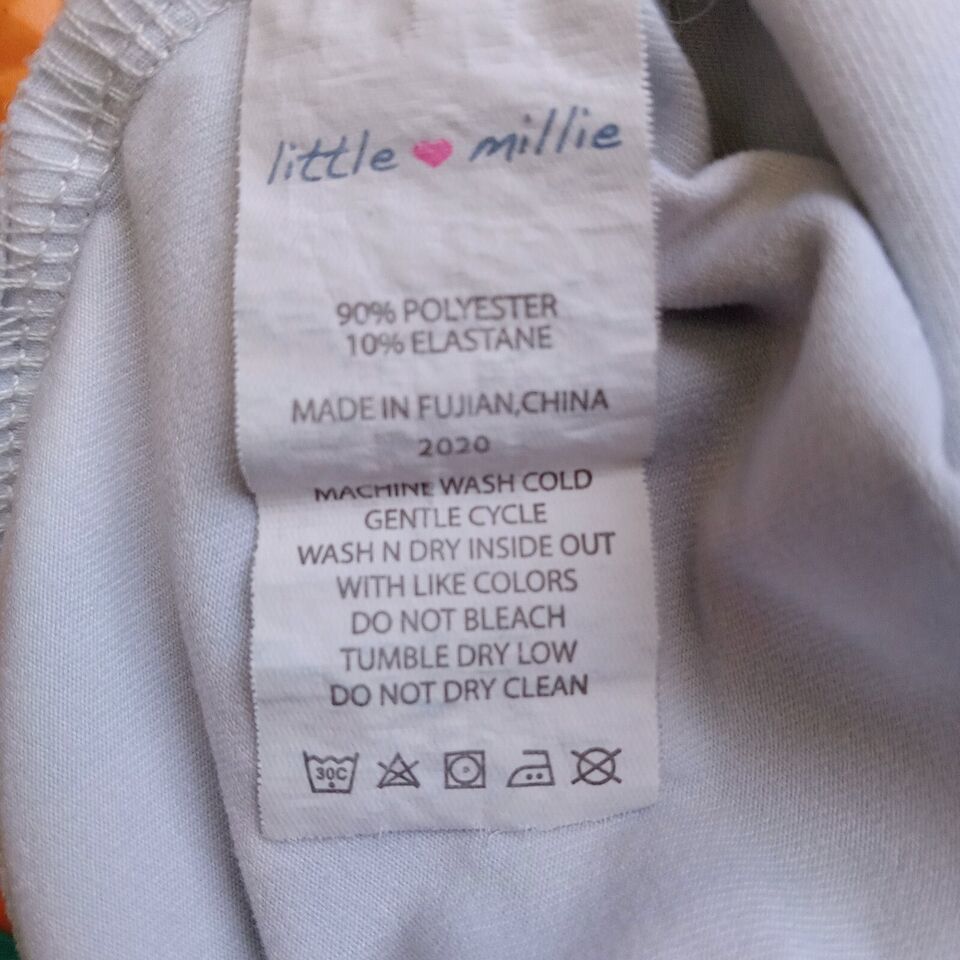 little millie
90% POLYESTER
10% ELASTANE
MADE IN FUJIAN,CHINA
2020
MACHINE WASH COLD
GENTLE CYCLE
WASH N DRY INSIDE OUT
WITH LIKE COLORS
DO NOT BLEACH
TUMBLE DRY LOW
DO NOT DRY CLEAN
30C